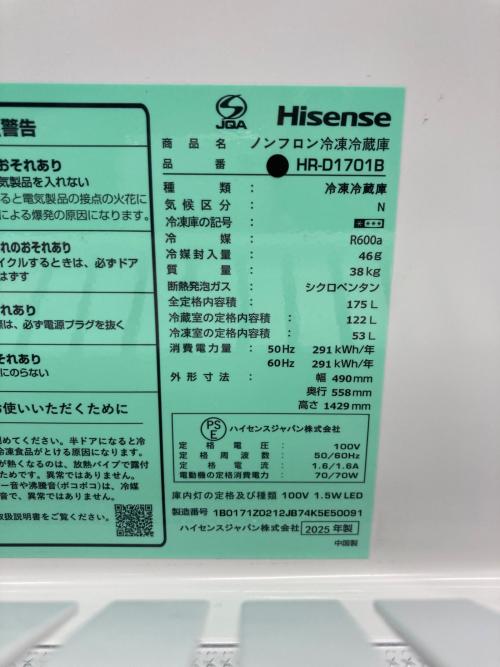 警告
おそれあり
気製品を入れない
ると電気製品の接点の火花に
による爆発の原因になります。
れのおそれあり
イクルするときは、必ずドア
はずす
れあり
際は、必ず電源プラグを抜く
それあり
にのらない
お使いいただくために
閉めてください。半ドアになると冷
冷凍食品がとける原因になります。
が熱くなるのは、放熱パイプで露付
ためです。異常ではありません。
ー音や沸騰音(ポコポコ)は、冷媒
音で、異常ではありません。
取扱説明書をご覧ください。
JQA Hisense
商品名 ノンフロン冷凍冷蔵庫
品番 ●HR-D1701B
種類 : 冷凍冷蔵庫
気候区分 : N
冷凍庫の記号 : ****
冷媒 : R600a
冷媒封入量 : 46g
質量 : 38kg
断熱発泡ガス : シクロペンタン
全定格内容積 : 175L
冷蔵室の定格内容積 : 122L
冷凍室の定格内容積 : 53L
消費電力量 : 50Hz 291kWh/年
60Hz 291kWh/年
外形寸法 : 幅 490mm
奥行 558mm
高さ 1429mm
PSE ハイセンスジャパン株式会社
定格電圧 : 100V
定格周波数 : 50/60Hz
定格電流 : 1.6/1.6A
電動機の定格消費電力 : 70/70W
庫内灯の定格及び種類 100V 1.5W LED
製造番号: 1B0171Z0212JB74K5E50091
ハイセンスジャパン株式会社 2025年製
中国製